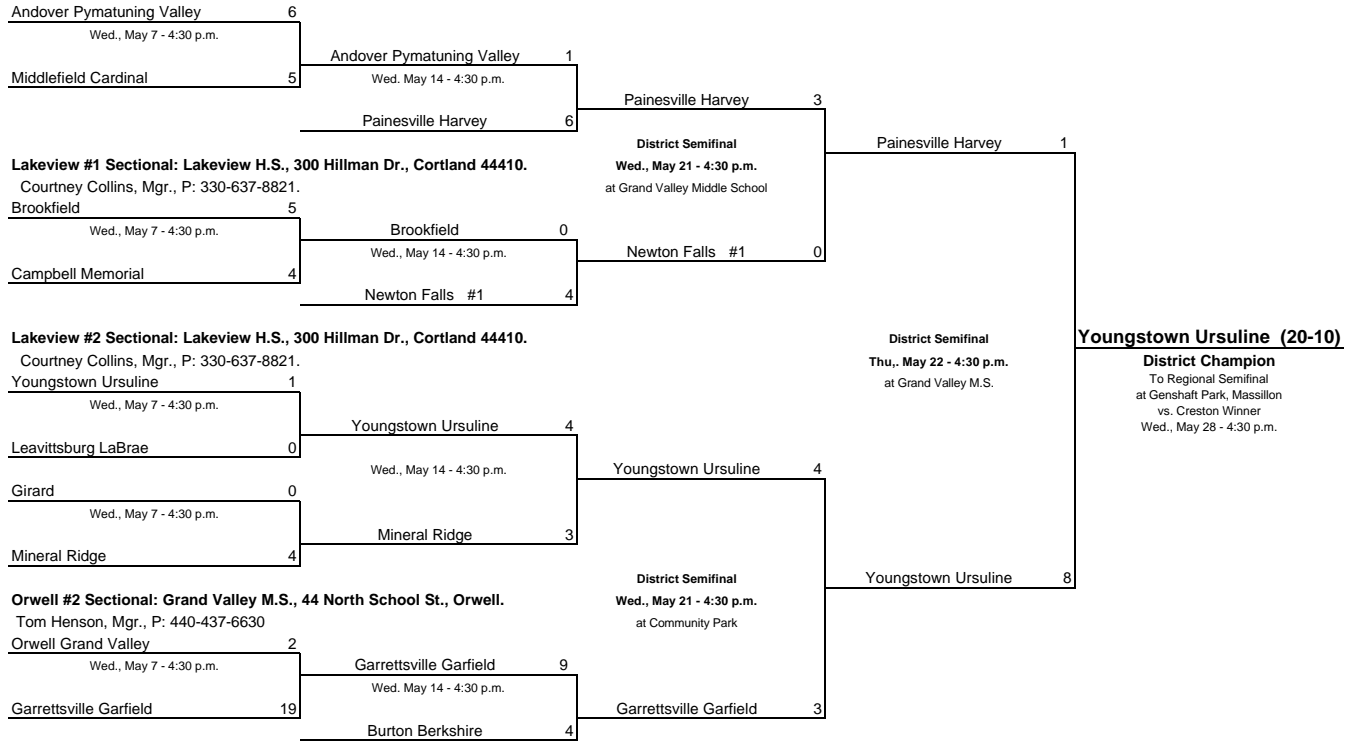 Andover Pymatuning Valley 6
Wed., May 7 - 4:30 p.m.
Middlefield Cardinal 5
Andover Pymatuning Valley 1
Wed. May 14 - 4:30 p.m.
Painesville Harvey 6
Painesville Harvey 3
District Semifinal
Wed., May 21 - 4:30 p.m.
at Grand Valley Middle School
Painesville Harvey 1
Lakeview #1 Sectional: Lakeview H.S., 300 Hillman Dr., Cortland 44410.
Courtney Collins, Mgr., P: 330-637-8821.
Brookfield 5
Wed., May 7 - 4:30 p.m.
Campbell Memorial 4
Brookfield 0
Wed., May 14 - 4:30 p.m.
Newton Falls #1 4
Newton Falls #1 0
Lakeview #2 Sectional: Lakeview H.S., 300 Hillman Dr., Cortland 44410.
Courtney Collins, Mgr., P: 330-637-8821.
Youngstown Ursuline 1
Wed., May 7 - 4:30 p.m.
Leavittsburg LaBrae 0
Girard 0
Wed., May 7 - 4:30 p.m.
Mineral Ridge 4
Youngstown Ursuline 4
Wed., May 14 - 4:30 p.m.
Mineral Ridge 3
Youngstown Ursuline 4
District Semifinal
Thu,. May 22 - 4:30 p.m.
at Grand Valley M.S.
Youngstown Ursuline (20-10)
District Champion
To Regional Semifinal
at Genshaft Park, Massillon
vs. Creston Winner
Wed., May 28 - 4:30 p.m.
District Semifinal
Wed., May 21 - 4:30 p.m.
at Community Park
Youngstown Ursuline 8
Orwell #2 Sectional: Grand Valley M.S., 44 North School St., Orwell.
Tom Henson, Mgr., P: 440-437-6630
Orwell Grand Valley 2
Wed., May 7 - 4:30 p.m.
Garrettsville Garfield 19
Garrettsville Garfield 9
Wed. May 14 - 4:30 p.m.
Burton Berkshire 4
Garrettsville Garfield 3